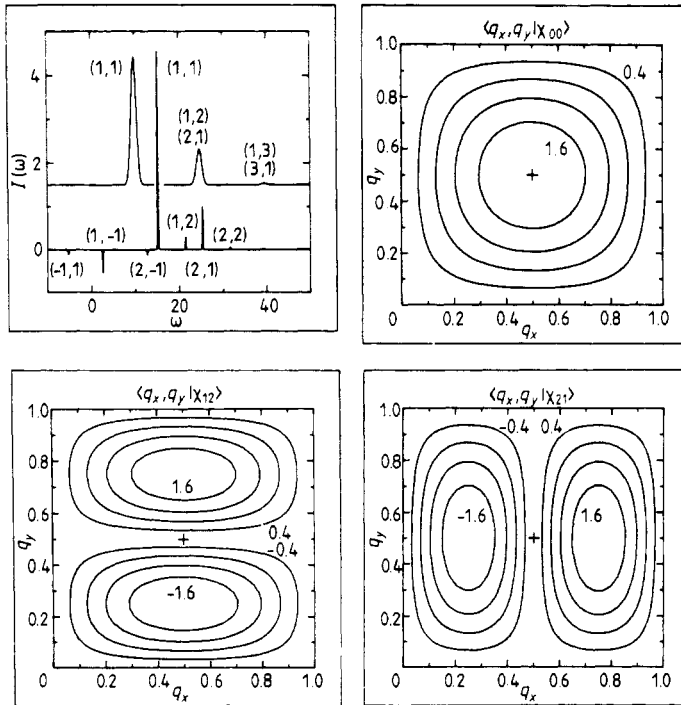 4
2
0
I(ω)
(1,1)
(1,1)
(1,2)
(2,1)
(1,3)
(3,1)
(1,-1)
(1,2)
(2,2)
(-1,1)
(2,-1)
(2,1)
0 20 40
ω
⟨q_x, q_y|χ_00⟩
1.0
0.8
0.6
0.4
0.2
q_y
0.4
1.6
0 0.2 0.4 0.6 0.8 1.0
q_x
⟨q_x, q_y|χ_12⟩
1.0
0.8
0.6
0.4
0.2
q_y
1.6
0.4
-0.4
-1.6
0 0.2 0.4 0.6 0.8 1.0
q_x
⟨q_x, q_y|χ_21⟩
1.0
0.8
0.6
0.4
0.2
q_y
-0.4 0.4
-1.6 1.6
0 0.2 0.4 0.6 0.8 1.0
q_x